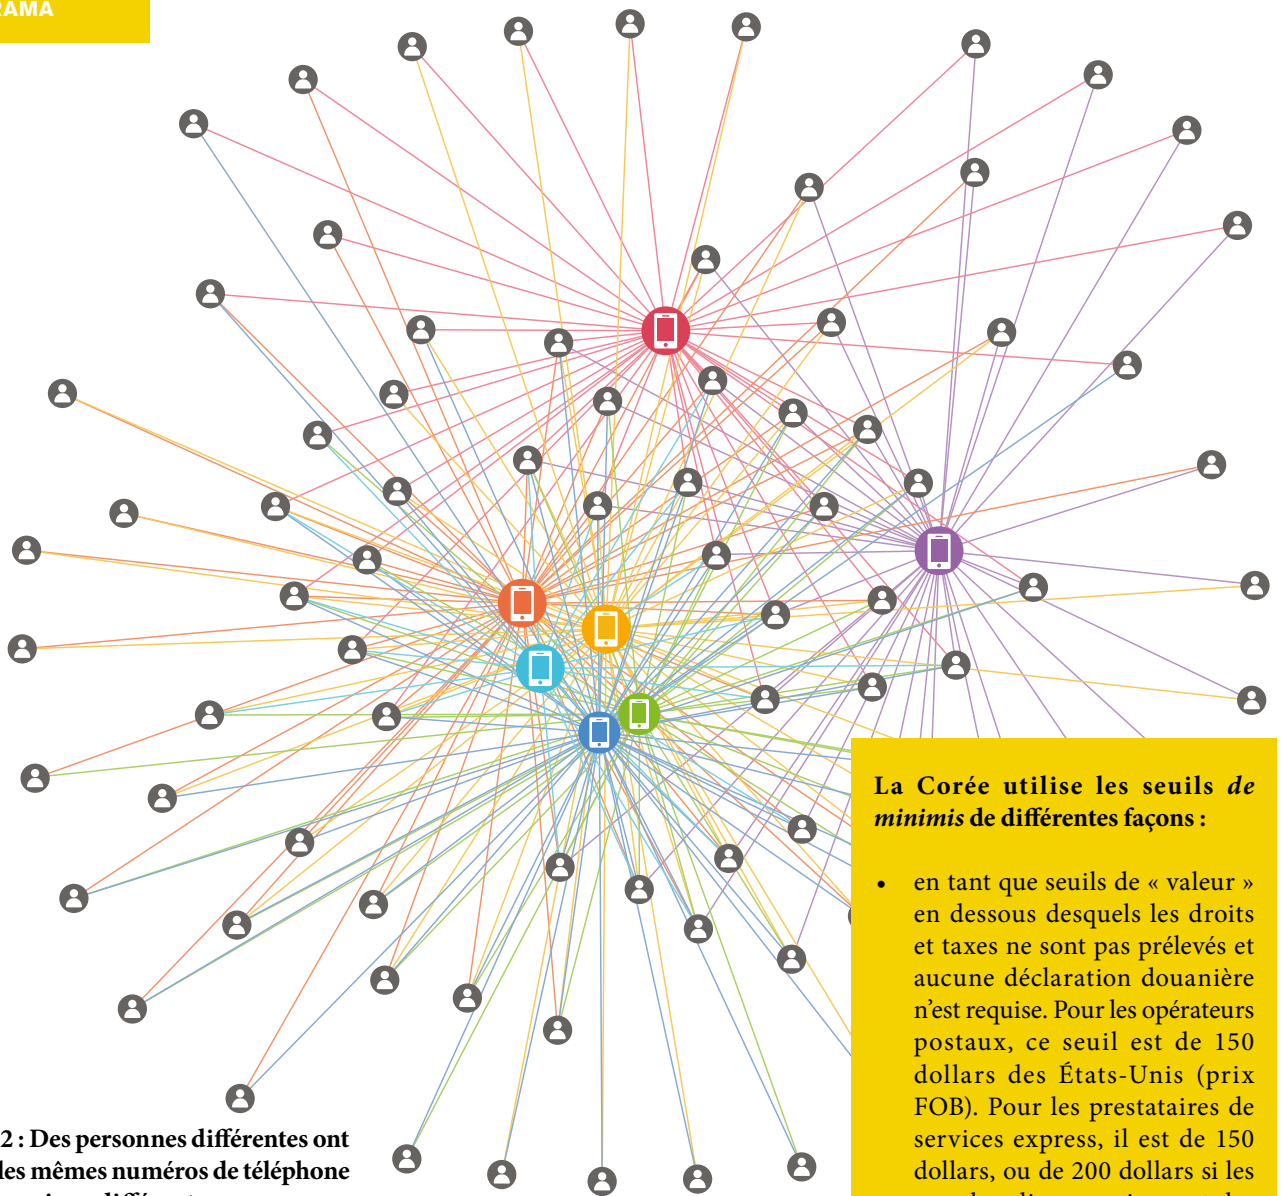 RAMA
La Corée utilise les seuils de
minimis de différentes façons :
• en tant que seuils de « valeur »
en dessous desquels les droits
et taxes ne sont pas prélevés et
aucune déclaration douanière
n’est requise. Pour les opérateurs
postaux, ce seuil est de 150
dollars des États-Unis (prix
FOB). Pour les prestataires de
services express, il est de 150
dollars, ou de 200 dollars si les
2 : Des personnes différentes ont
les mêmes numéros de téléphone